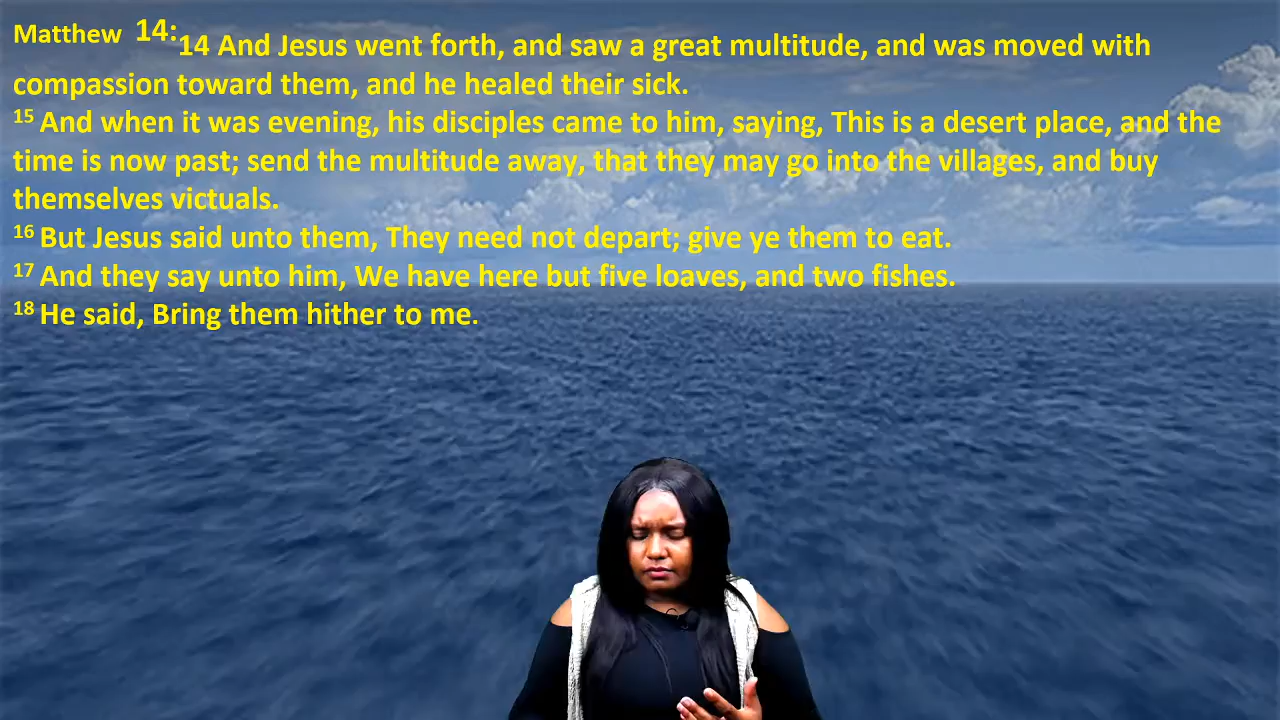 Matthew 14:14 And Jesus went forth, and saw a great multitude, and was moved with
compassion toward them, and he healed their sick.
15 And when it was evening, his disciples came to him, saying, This is a desert place, and the
time is now past; send the multitude away, that they may go into the villages, and buy
themselves victuals.
16 But Jesus said unto them, They need not depart; give ye them to eat.
17 And they say unto him, We have here but five loaves, and two fishes.
18 He said, Bring them hither to me.